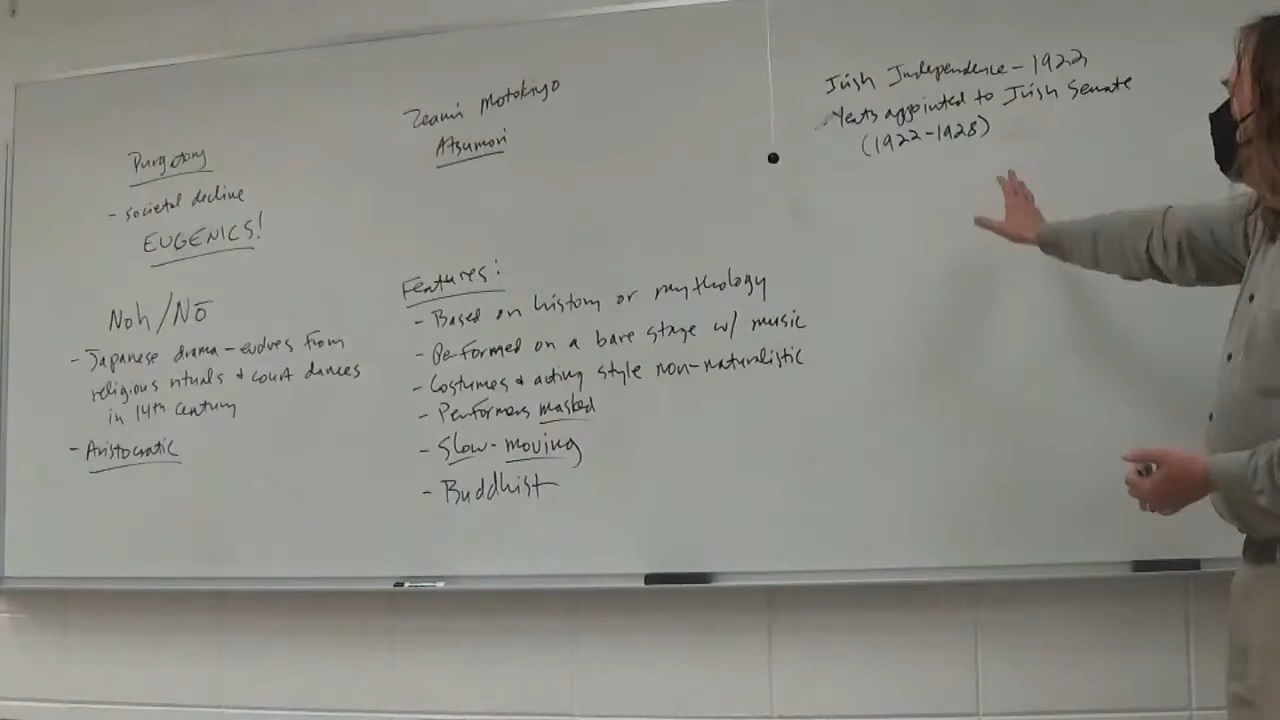 Purgatory
- societal decline
EUGENICS!
Noh/Nō
- Japanese drama - evolves from
religious rituals + court dances
in 14th century
- Aristocratic
Zeami Motokiyo
Atsumori
Features:
- Based on history or mythology
- Performed on a bare stage w/ music
- Costumes + acting style non-naturalistic
- Performers masked
- Slow-moving
- Buddhist
Irish Independence - 1922
Yeats appointed to Irish Senate
(1922-1928)